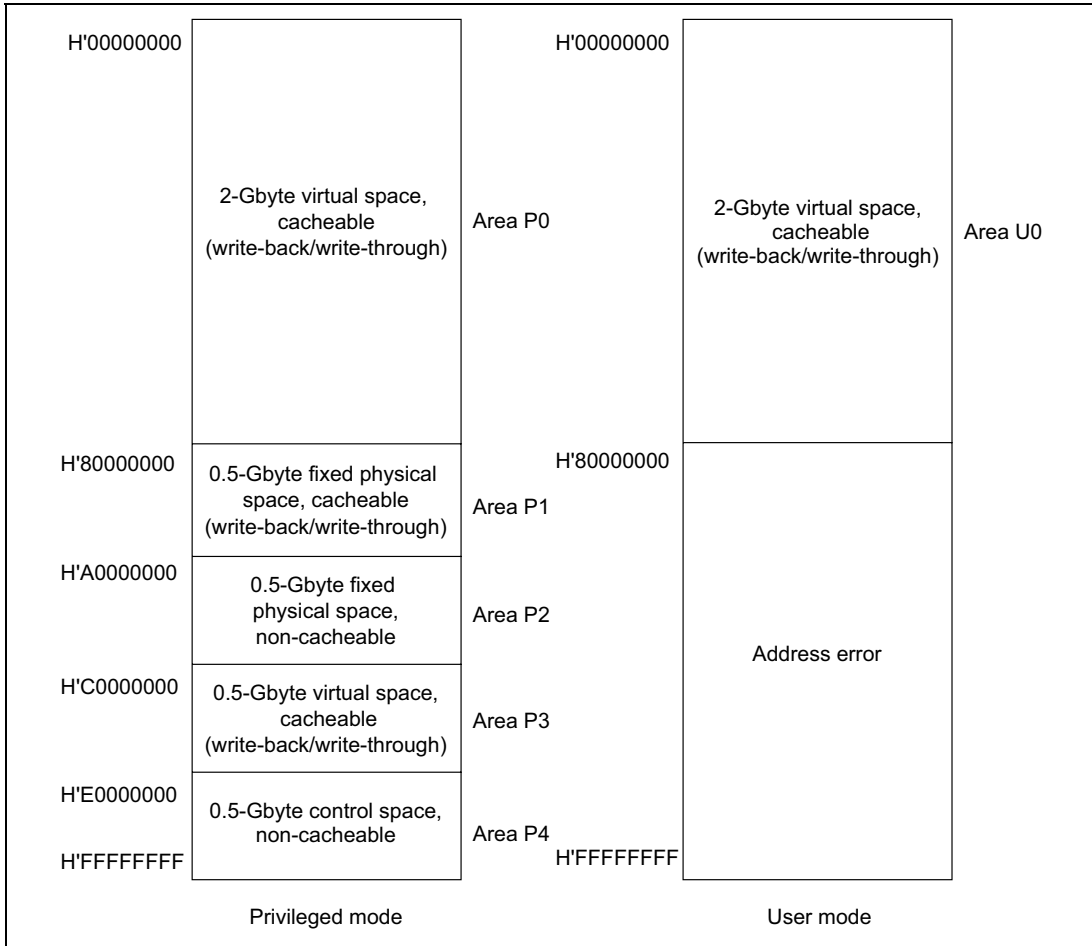 H'00000000
2-Gbyte virtual space,
cacheable
(write-back/write-through)
Area P0
H'80000000
0.5-Gbyte fixed physical
space, cacheable
(write-back/write-through)
Area P1
H'A0000000
0.5-Gbyte fixed
physical space,
non-cacheable
Area P2
H'C0000000
0.5-Gbyte virtual space,
cacheable
(write-back/write-through)
Area P3
H'E0000000
0.5-Gbyte control space,
non-cacheable
Area P4
H'FFFFFFFF
Privileged mode
H'00000000
2-Gbyte virtual space,
cacheable
(write-back/write-through)
Area U0
H'80000000
Address error
H'FFFFFFFF
User mode